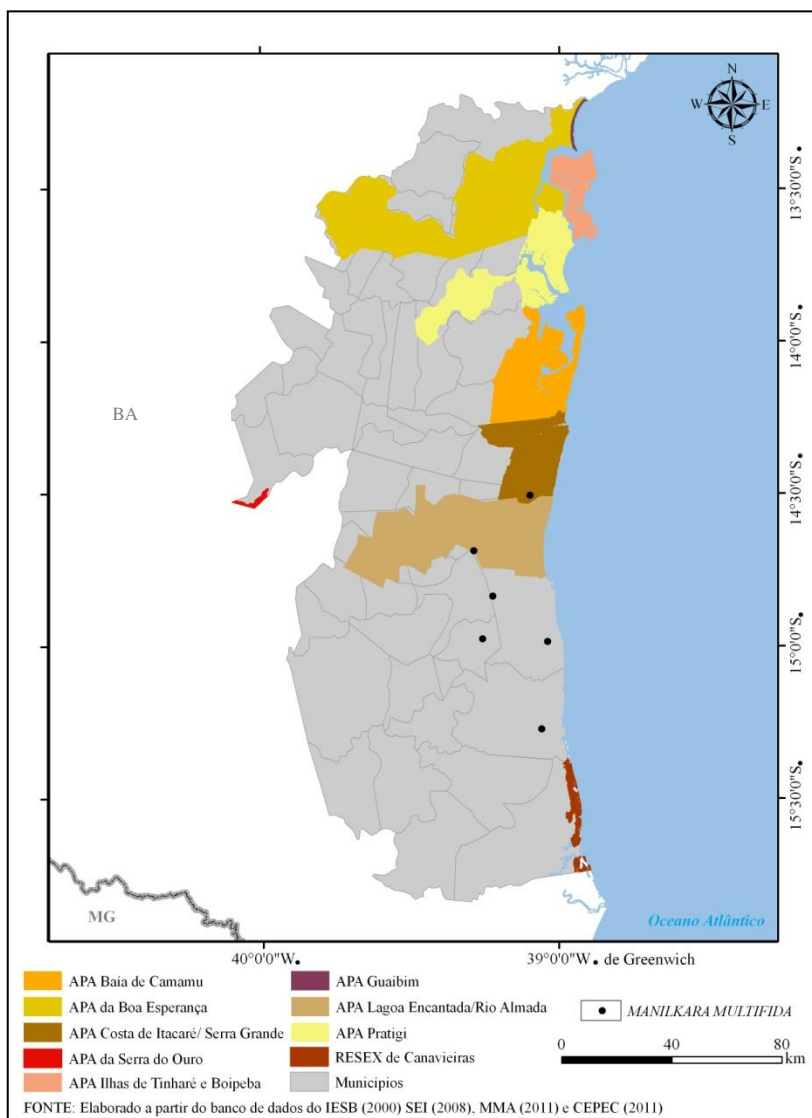 N
W E
S
13°30'0"S.
14°0'0"S.
BA
14°30'0"S.
15°0'0"S.
15°30'0"S.
MG
Oceano Atlântico
40°0'0"W. 39°0'0"W. de Greenwich
APA Baía de Camamu
APA da Boa Esperança
APA Costa de Itacaré/ Serra Grande
APA da Serra do Ouro
APA Ilhas de Tinharé e Boipeba
APA Guaibim
APA Lagoa Encantada/Rio Almada
APA Pratigi
RESEX de Canavieiras
Municípios
MANILKARA MULTIFIDA
0 40 80
km
FONTE: Elaborado a partir do banco de dados do IESB (2000) SEI (2008), MMA (2011) e CEPEC (2011)